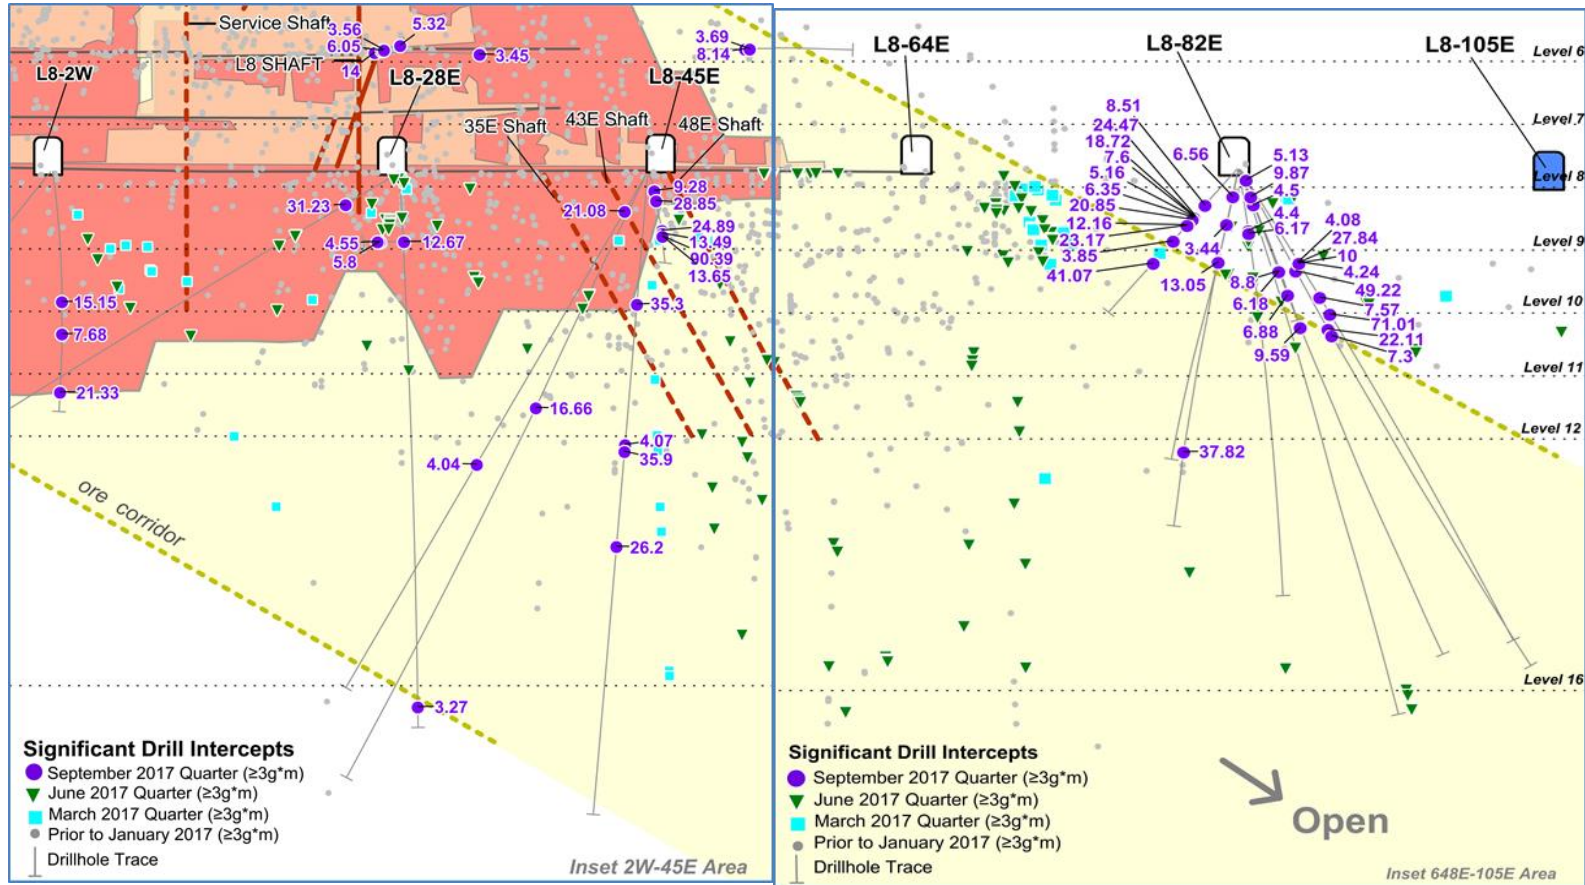 Service Shaft
3.56
5.32
6.05
L8 SHAFT
14
3.45
3.69
8.14
L8-2W
L8-28E
L8-45E
35E Shaft
43E Shaft
48E Shaft
31.23
21.08
9.28
28.85
24.89
13.49
90.39
13.65
4.55
5.8
12.67
15.15
7.68
35.3
21.33
16.66
4.04
4.07
35.9
26.2
3.27
ore corridor
Significant Drill Intercepts
September 2017 Quarter (≥3g*m)
June 2017 Quarter (≥3g*m)
March 2017 Quarter (≥3g*m)
Prior to January 2017 (≥3g*m)
Drillhole Trace
Inset 2W-45E Area
L8-64E
L8-82E
L8-105E
Level 6
Level 7
Level 8
Level 9
Level 10
Level 11
Level 12
Level 16
8.51
24.47
18.72
7.6
5.16
6.35
20.85
12.16
23.17
3.85
41.07
6.56
5.13
9.87
4.5
4.4
6.17
3.44
13.05
4.08
27.84
10
4.24
49.22
7.57
71.01
22.11
7.3
8.8
6.18
6.88
9.59
37.82
Significant Drill Intercepts
September 2017 Quarter (≥3g*m)
June 2017 Quarter (≥3g*m)
March 2017 Quarter (≥3g*m)
Prior to January 2017 (≥3g*m)
Drillhole Trace
Open
Inset 648E-105E Area